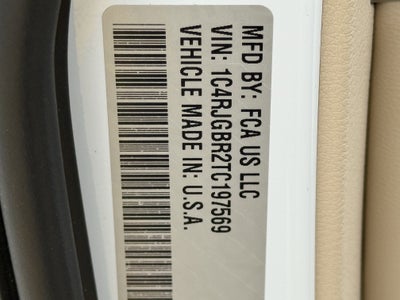 MFD BY: FCA US LLC
VIN: 1C4RJGBR2TC197569
VEHICLE MADE IN: U.S.A.